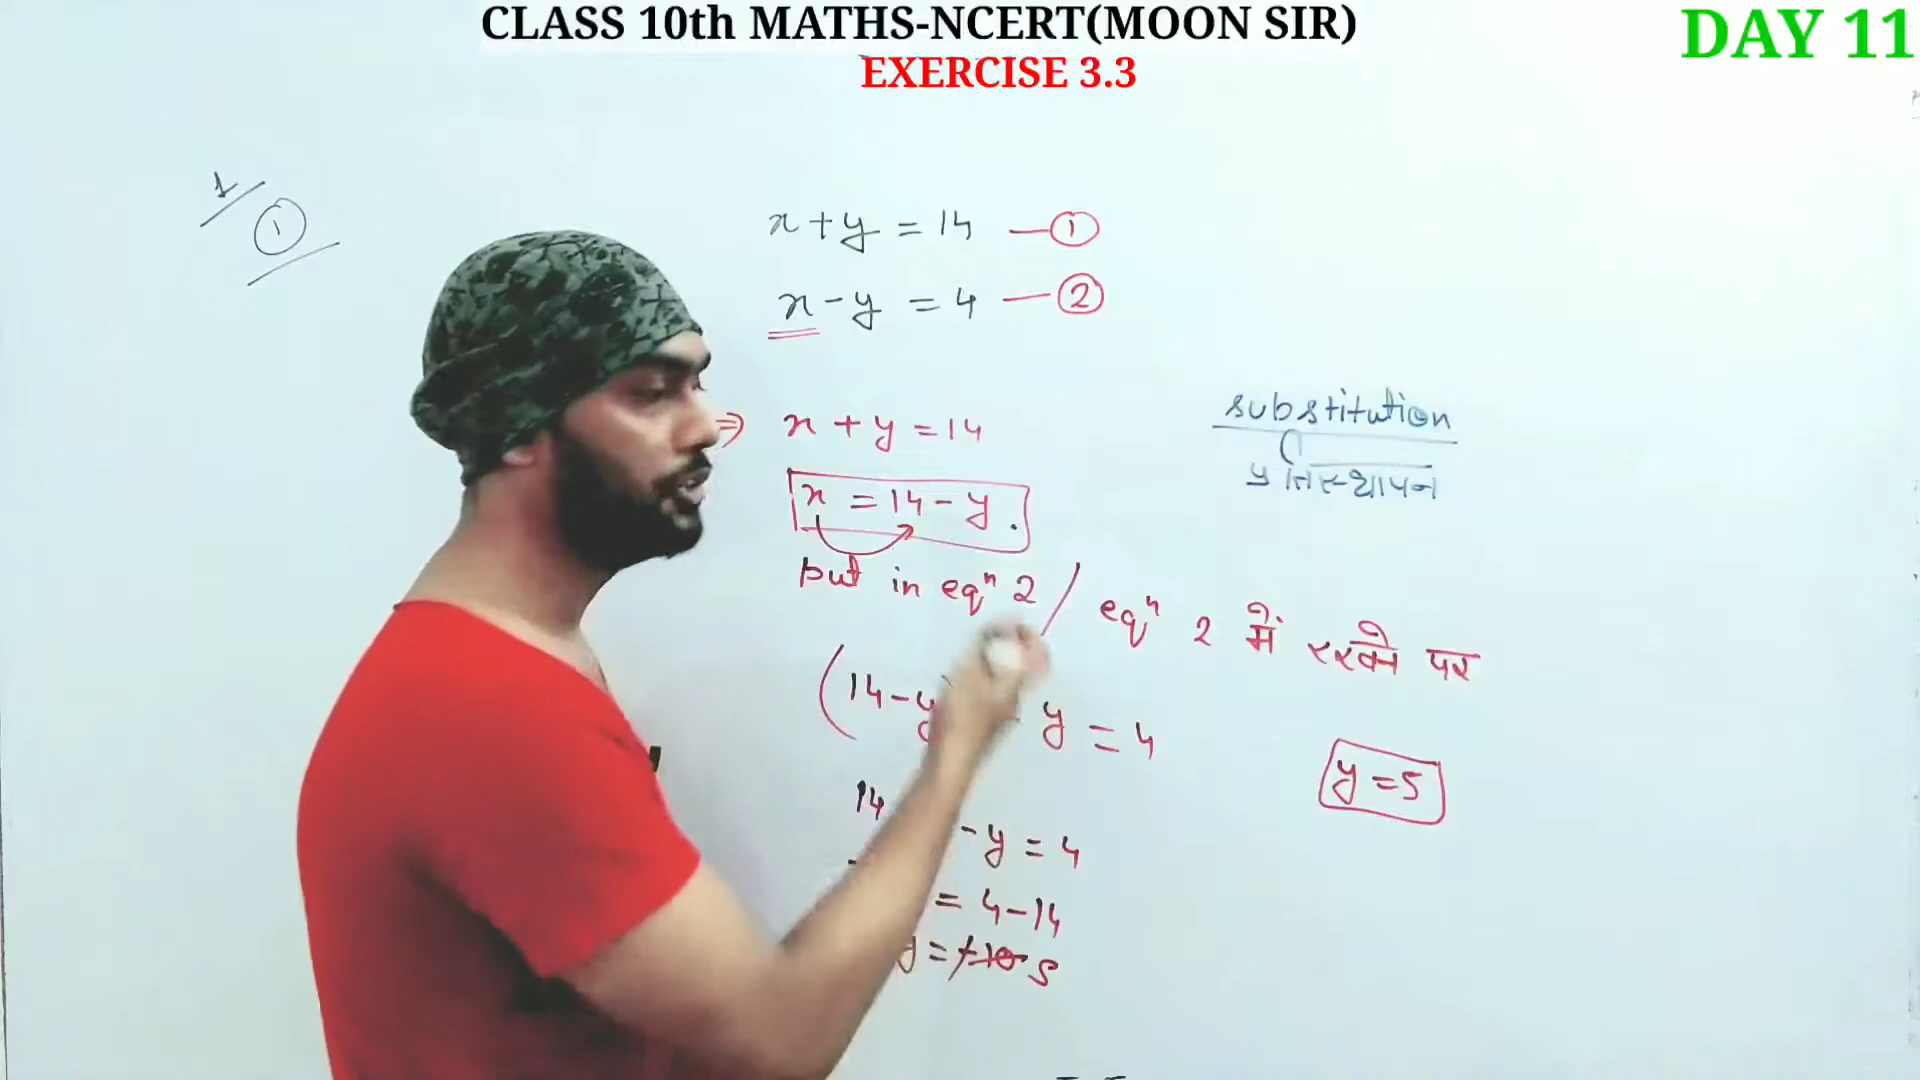 CLASS 10th MATHS-NCERT(MOON SIR)
EXERCISE 3.3
DAY 11
1
①
x + y = 14 — ①
x - y = 4 — ②
⇒ x + y = 14
x = 14 - y .
substitution
प्रतिस्थापन
put in eqⁿ 2 / eqⁿ 2 में रखने पर
(14 - y) - y = 4
14 - y = 4
= 4 - 14
y = 5
y = 5